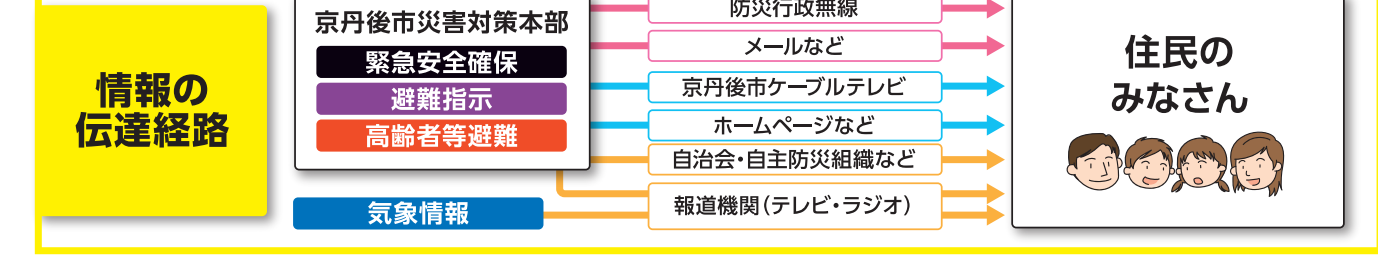 情報の
伝達経路
京丹後市災害対策本部
緊急安全確保
避難指示
高齢者等避難
気象情報
防災行政無線
メールなど
京丹後市ケーブルテレビ
ホームページなど
自治会・自主防災組織など
報道機関（テレビ・ラジオ）
住民の
みなさん